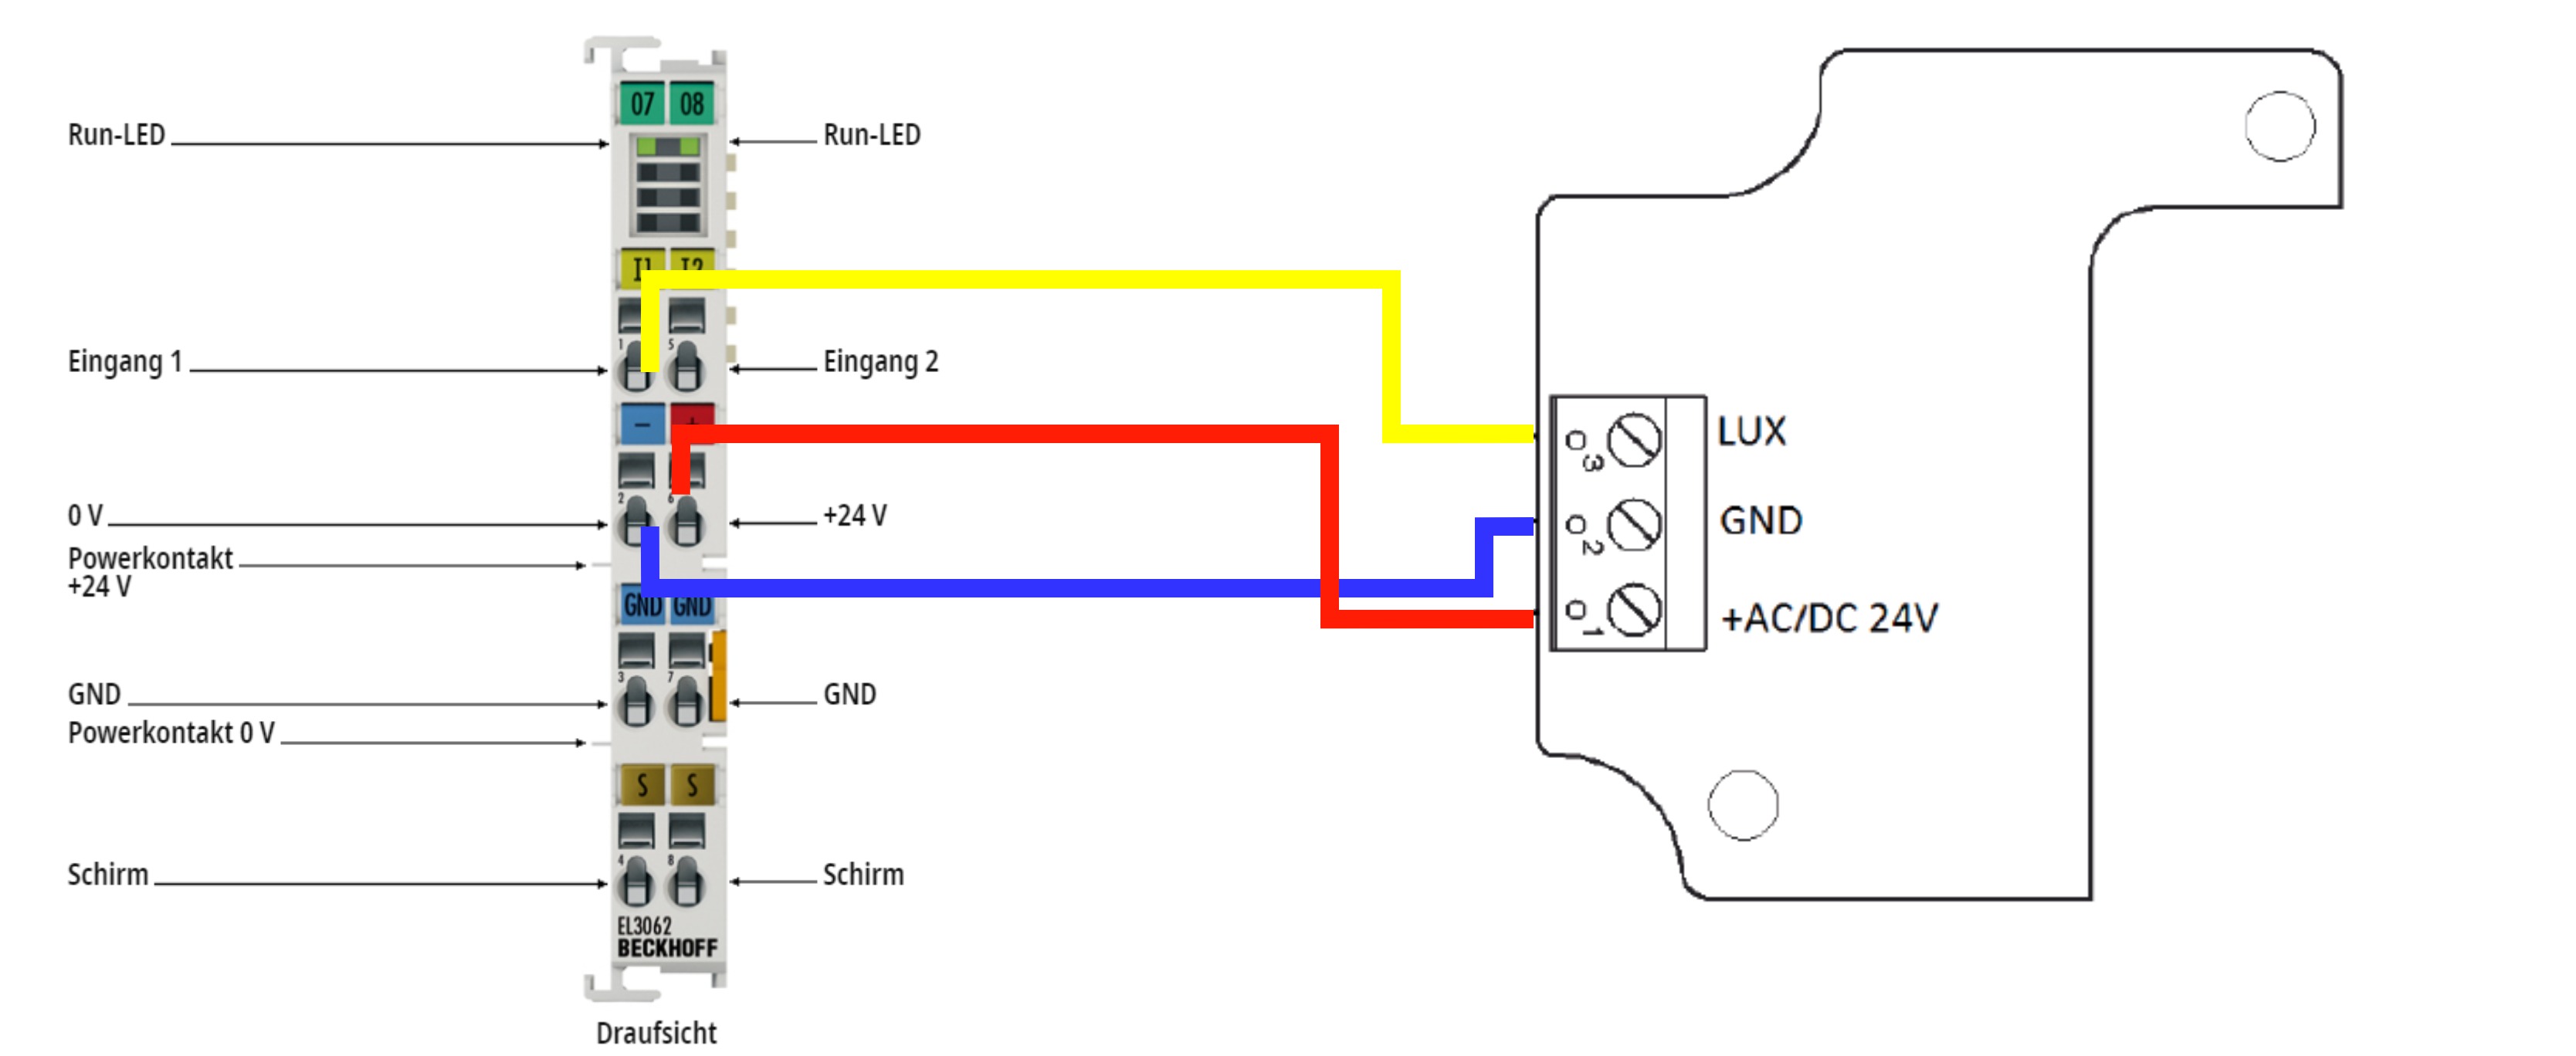 07 08
Run-LED
Run-LED
I1 I2
1 5
Eingang 1
Eingang 2
LUX
3
- +
2 6
0 V
+24 V
GND
2
Powerkontakt
+24 V
GND GND
+AC/DC 24V
1
3 7
GND
GND
Powerkontakt 0 V
S S
4 8
Schirm
Schirm
EL3062
BECKHOFF
Draufsicht